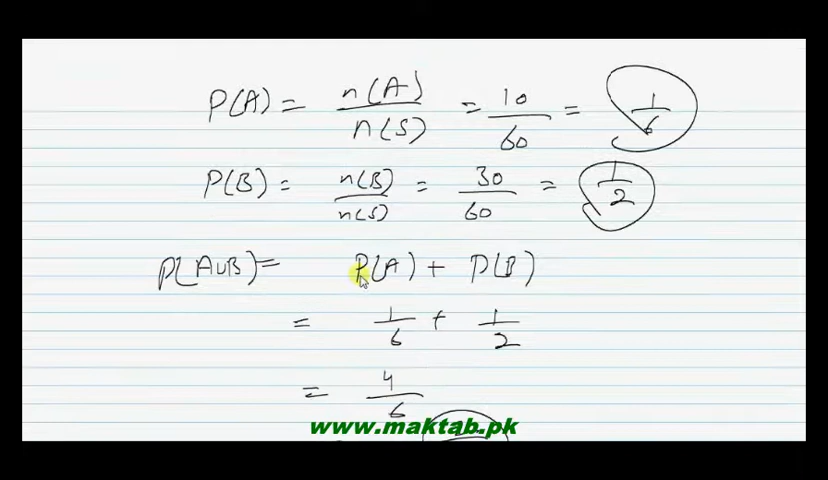 P(A) = n(A)/n(S) = 10/60 = 1/6
P(B) = n(B)/n(S) = 30/60 = 1/2
P(A∪B) = P(A) + P(B)
= 1/6 + 1/2
= 4/6
www.maktab.pk